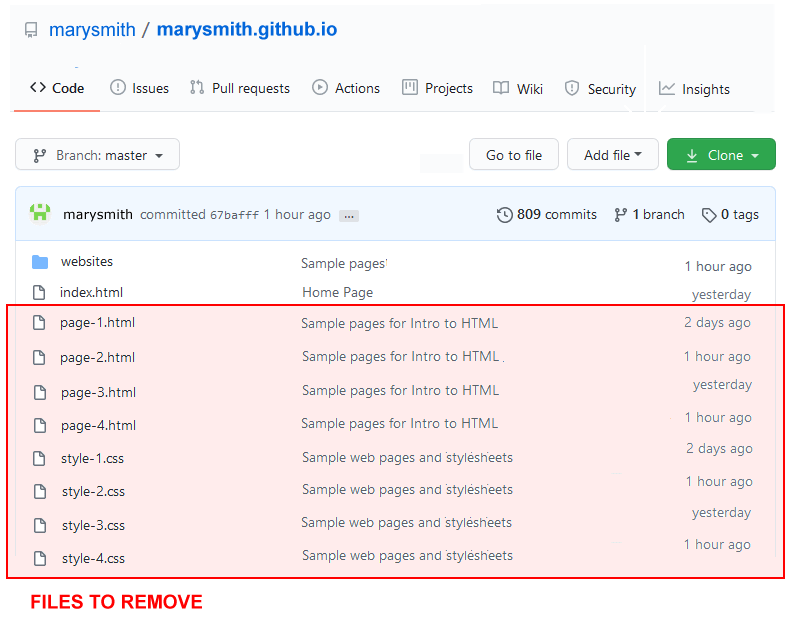 marysmith / marysmith.github.io
Code Issues Pull requests Actions Projects Wiki Security Insights
Branch: master Go to file Add file Clone
marysmith committed 67bafff 1 hour ago ... 809 commits 1 branch 0 tags
websites Sample pages 1 hour ago
index.html Home Page yesterday
page-1.html Sample pages for Intro to HTML 2 days ago
page-2.html Sample pages for Intro to HTML 1 hour ago
page-3.html Sample pages for Intro to HTML yesterday
page-4.html Sample pages for Intro to HTML 1 hour ago
style-1.css Sample web pages and stylesheets 2 days ago
style-2.css Sample web pages and stylesheets 1 hour ago
style-3.css Sample web pages and stylesheets yesterday
style-4.css Sample web pages and stylesheets 1 hour ago
FILES TO REMOVE